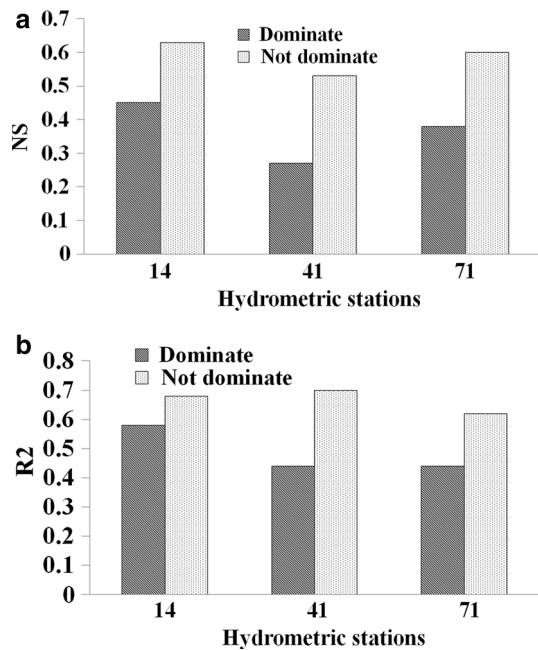 a
0.7
0.6
0.5
0.4
0.3
0.2
0.1
0
NS
Dominate
Not dominate
14 41 71
Hydrometric stations
b
0.8
0.7
0.6
0.5
0.4
0.3
0.2
0.1
0
R2
Dominate
Not dominate
14 41 71
Hydrometric stations